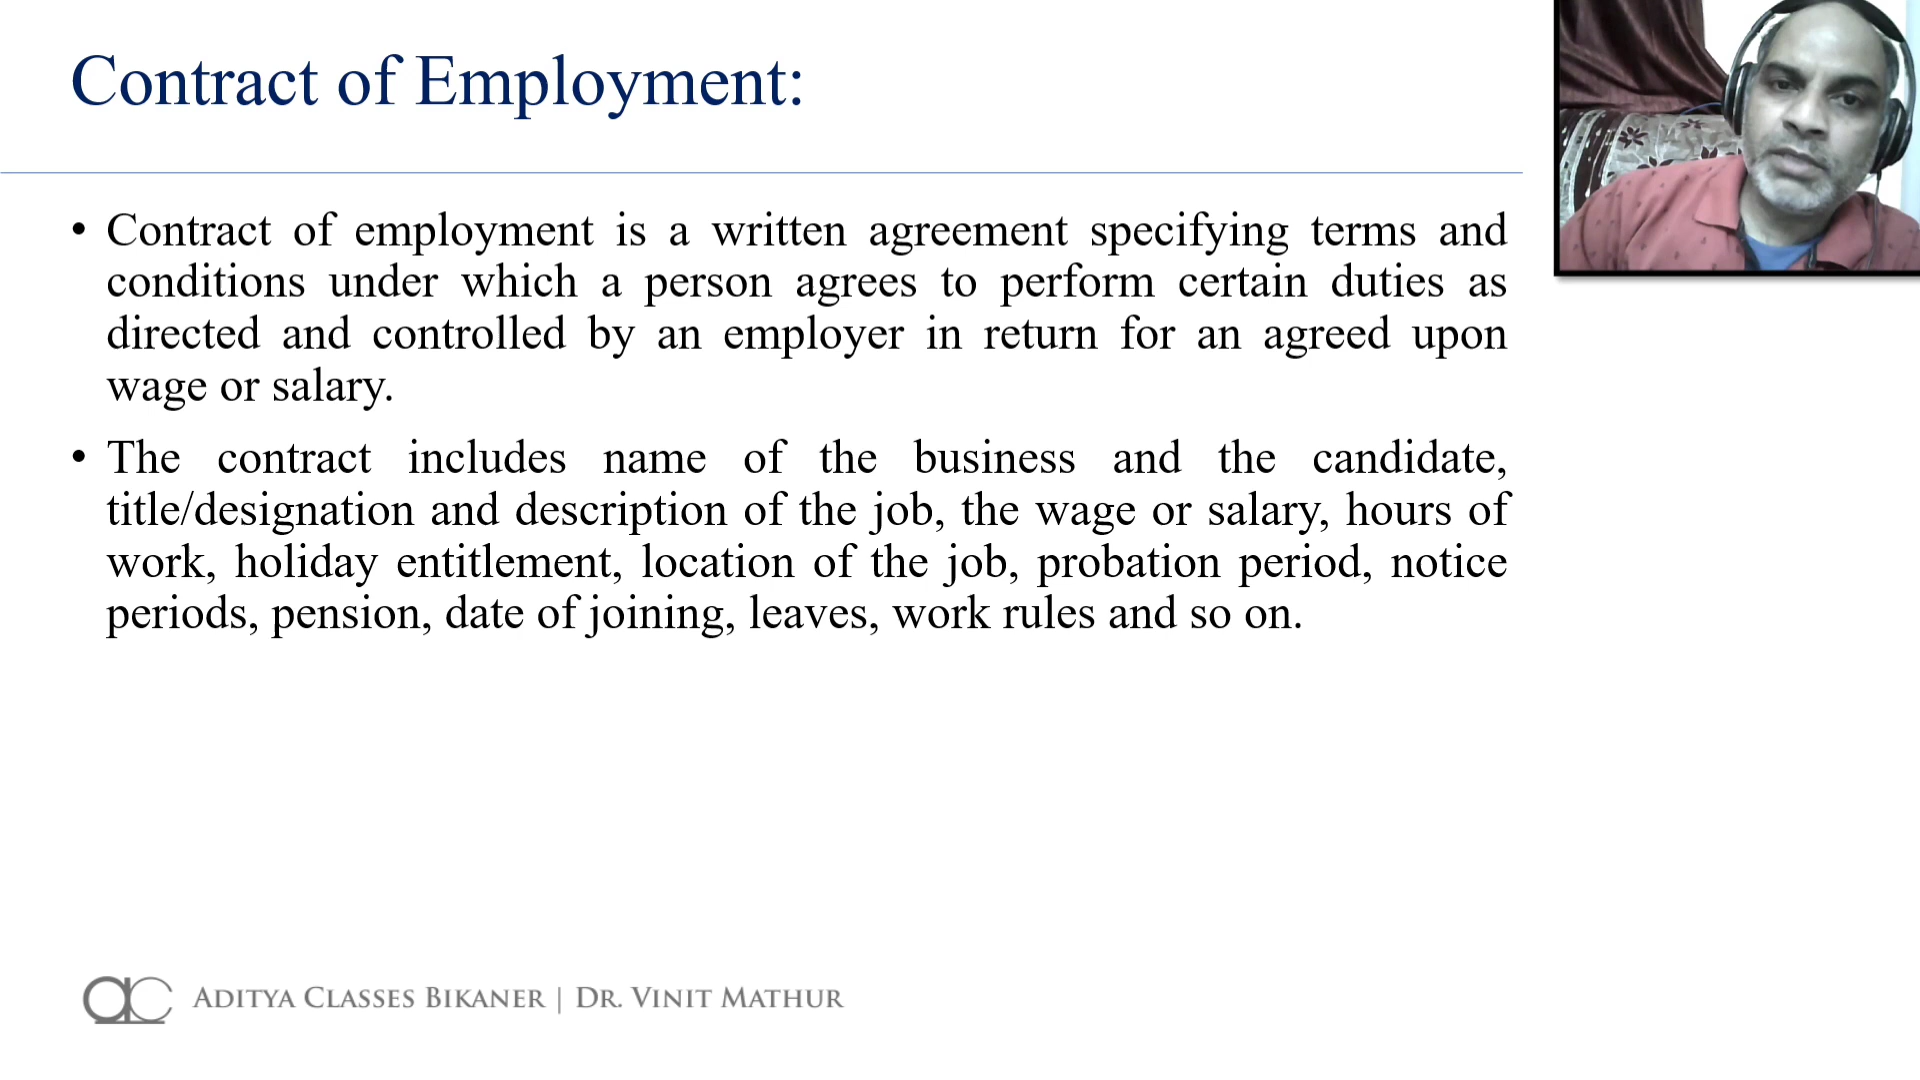 Contract of Employment:
• Contract of employment is a written agreement specifying terms and
conditions under which a person agrees to perform certain duties as
directed and controlled by an employer in return for an agreed upon
wage or salary.
• The contract includes name of the business and the candidate,
title/designation and description of the job, the wage or salary, hours of
work, holiday entitlement, location of the job, probation period, notice
periods, pension, date of joining, leaves, work rules and so on.
ac ADITYA CLASSES BIKANER | DR. VINIT MATHUR